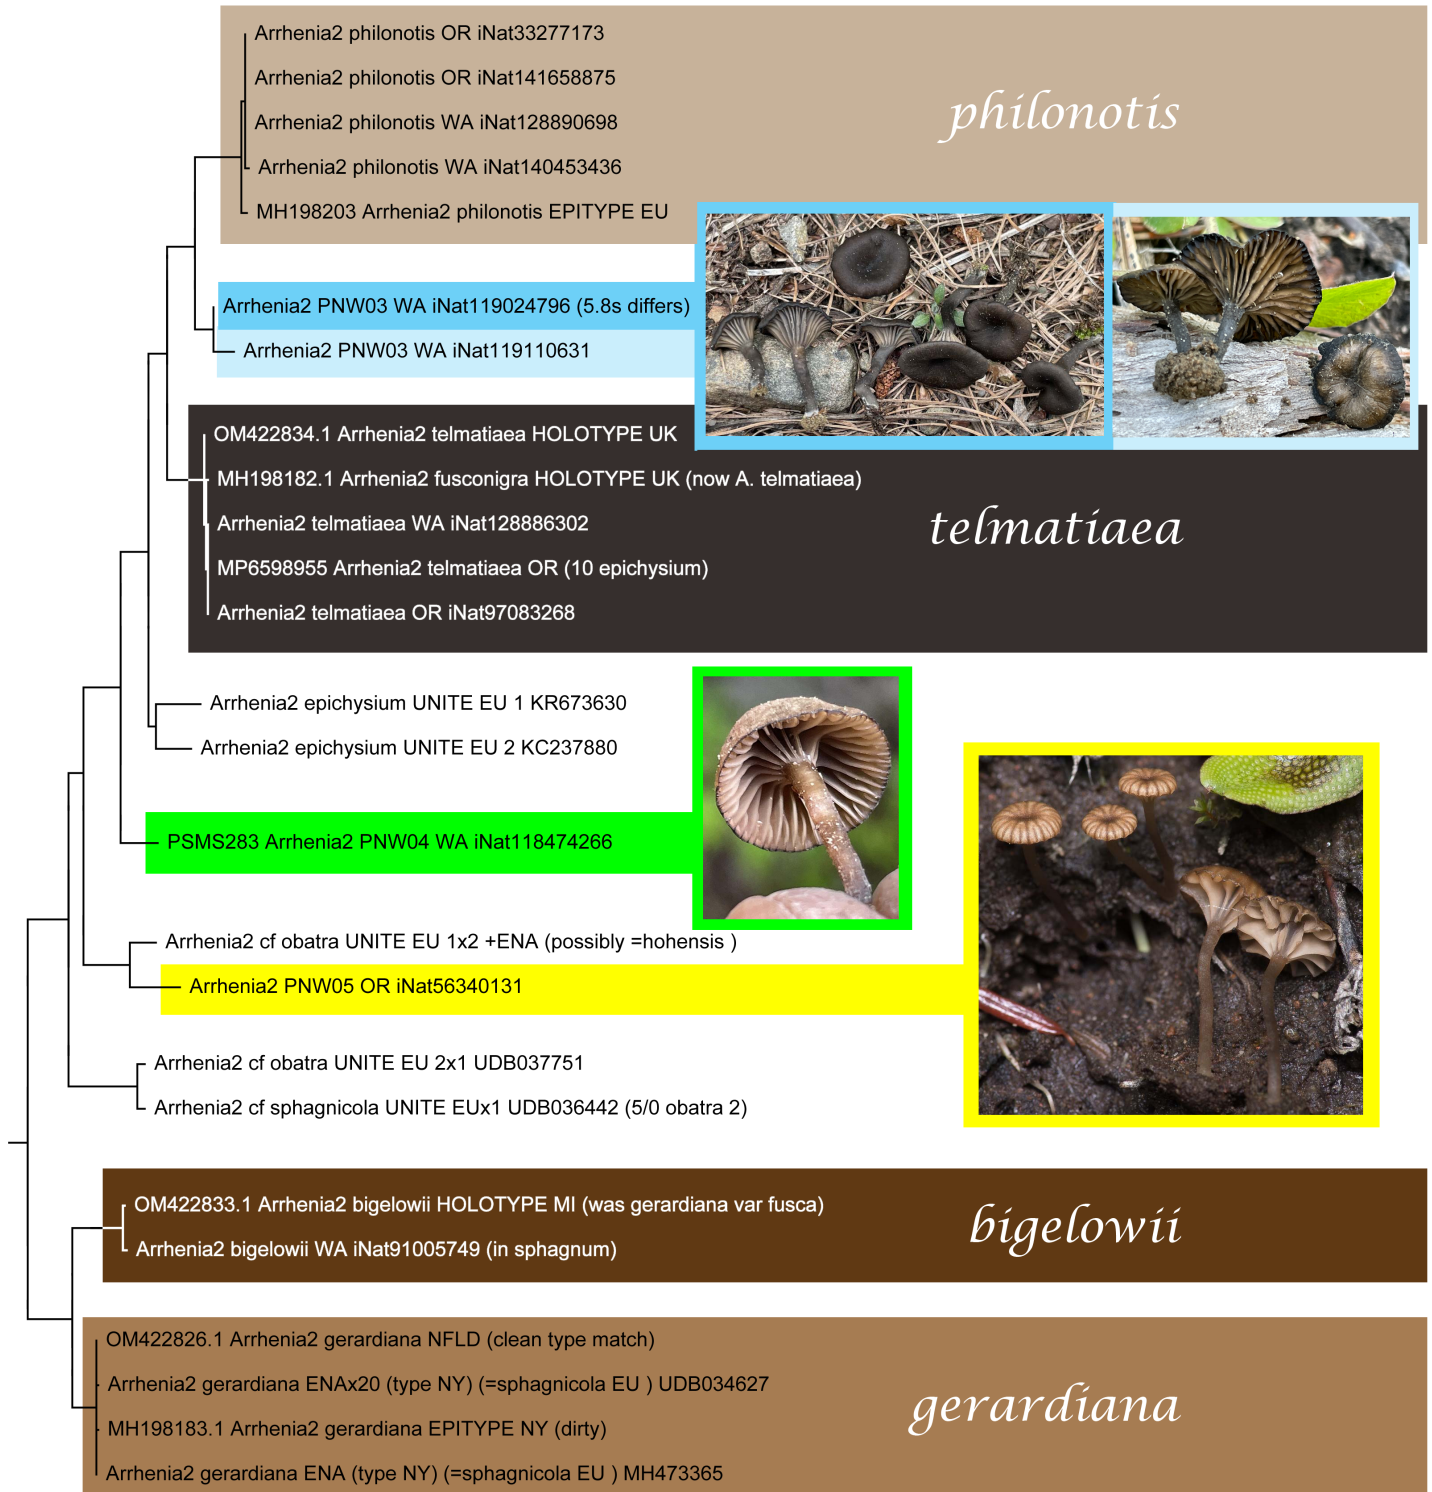 Arrhenia2 philonotis OR iNat33277173
Arrhenia2 philonotis OR iNat141658875
Arrhenia2 philonotis WA iNat128890698
philonotis
Arrhenia2 philonotis WA iNat140453436
MH198203 Arrhenia2 philonotis EPITYPE EU
Arrhenia2 PNW03 WA iNat119024796 (5.8s differs)
Arrhenia2 PNW03 WA iNat119110631
OM422834.1 Arrhenia2 telmatiaea HOLOTYPE UK
MH198182.1 Arrhenia2 fusconigra HOLOTYPE UK (now A. telmatiaea)
Arrhenia2 telmatiaea WA iNat128886302
telmatiaea
MP6598955 Arrhenia2 telmatiaea OR (10 epichysium)
Arrhenia2 telmatiaea OR iNat97083268
Arrhenia2 epichysium UNITE EU 1 KR673630
Arrhenia2 epichysium UNITE EU 2 KC237880
PSMS283 Arrhenia2 PNW04 WA iNat118474266
Arrhenia2 cf obatra UNITE EU 1x2 +ENA (possibly =hohensis )
Arrhenia2 PNW05 OR iNat56340131
Arrhenia2 cf obatra UNITE EU 2x1 UDB037751
Arrhenia2 cf sphagnicola UNITE EUx1 UDB036442 (5/0 obatra 2)
OM422833.1 Arrhenia2 bigelowii HOLOTYPE MI (was gerardiana var fusca)
bigelowii
Arrhenia2 bigelowii WA iNat91005749 (in sphagnum)
OM422826.1 Arrhenia2 gerardiana NFLD (clean type match)
Arrhenia2 gerardiana ENAx20 (type NY) (=sphagnicola EU ) UDB034627
gerardiana
MH198183.1 Arrhenia2 gerardiana EPITYPE NY (dirty)
Arrhenia2 gerardiana ENA (type NY) (=sphagnicola EU ) MH473365